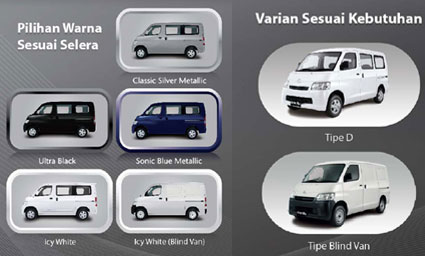 Pilihan Warna
Sesuai Selera
Classic Silver Metallic
Ultra Black
Sonic Blue Metallic
icy White
Icy White (Blind Van)
Varian Sesuai Kebutuhan
Tipe D
Tipe Blind Van